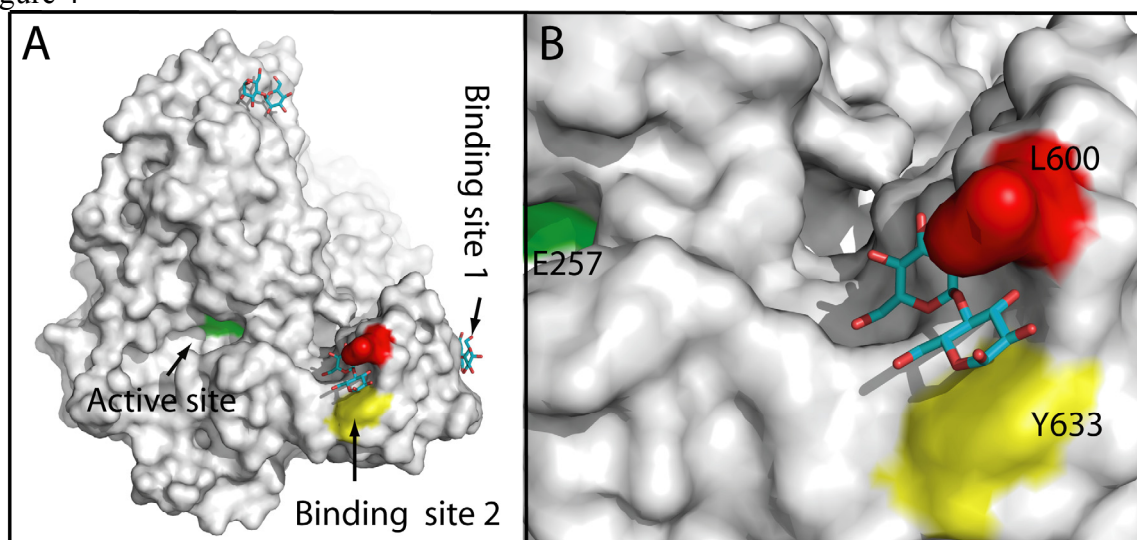 A
Binding site 1
Active site
Binding site 2
B
L600
E257
Y633